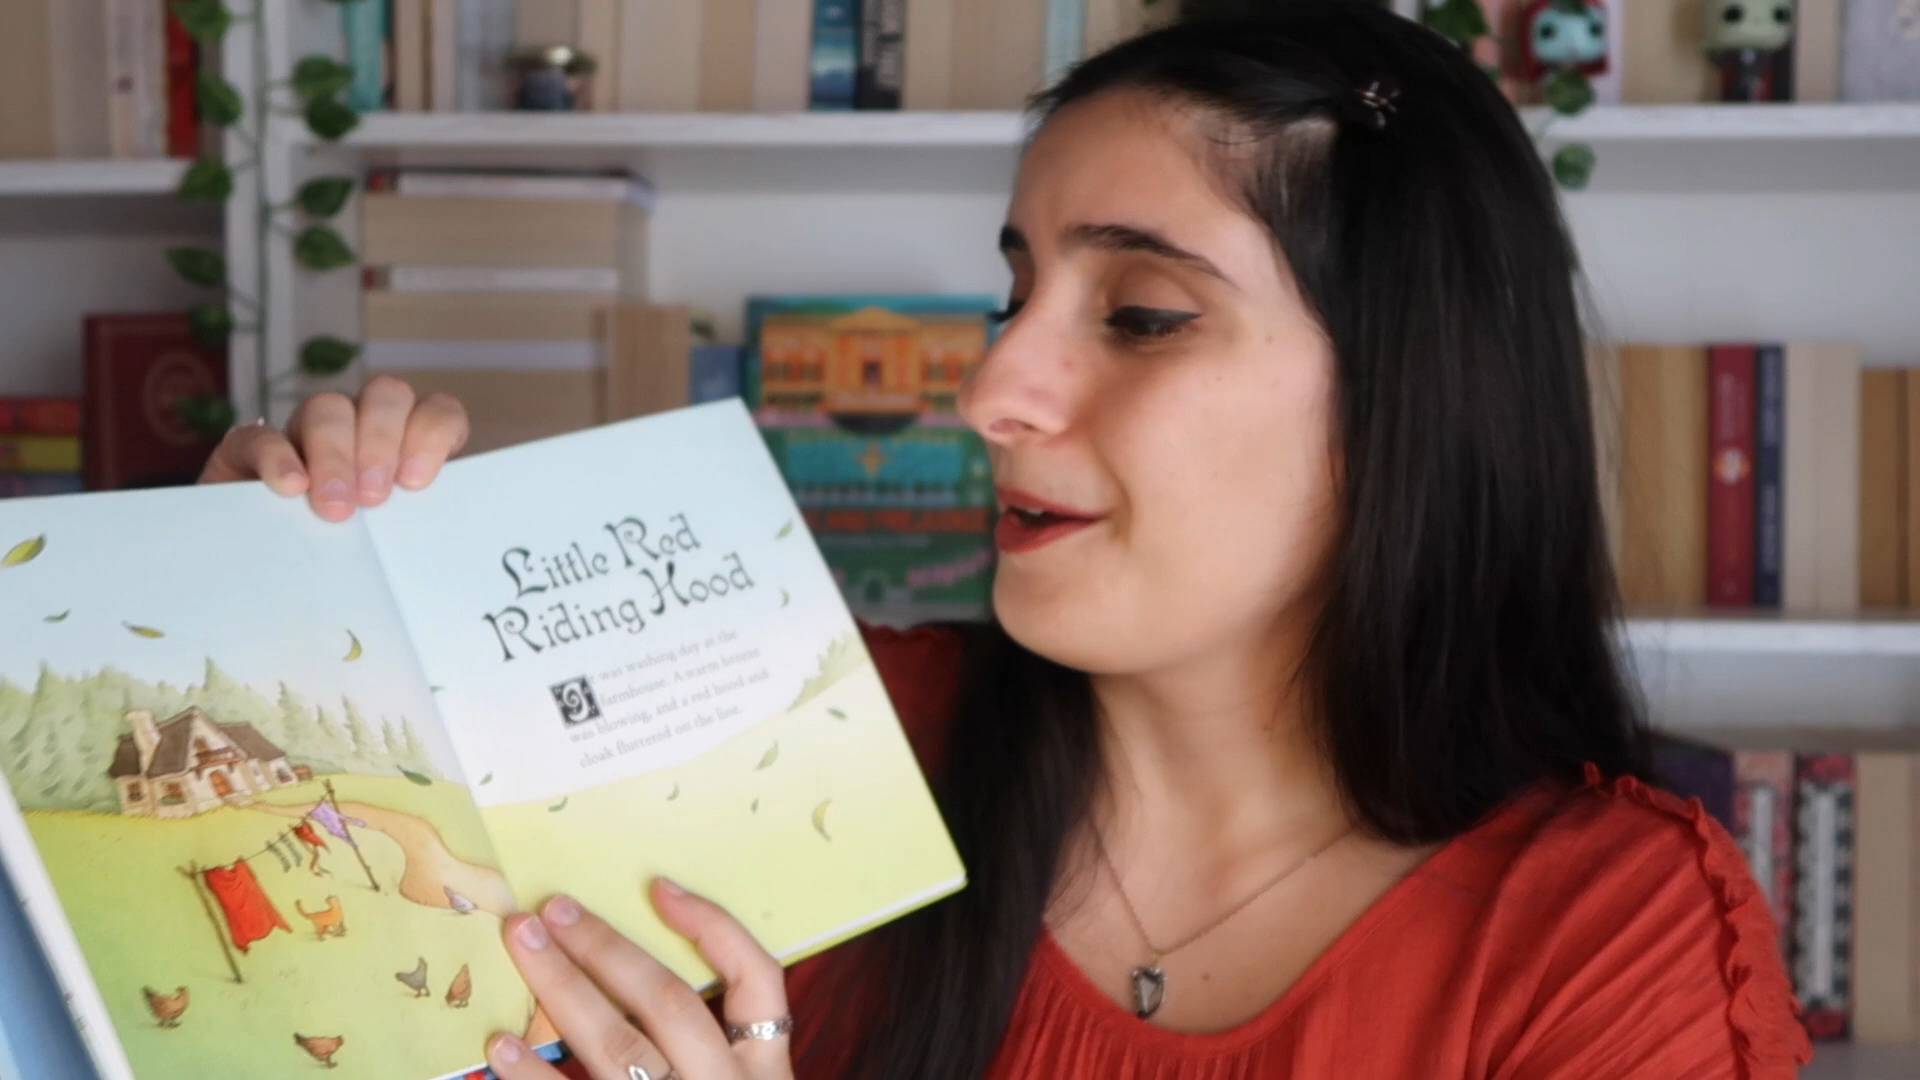 Little Red
Riding Hood
It was washing day at the
farmhouse. A warm breeze
was blowing, and a red hood and
cloak fluttered on the line.